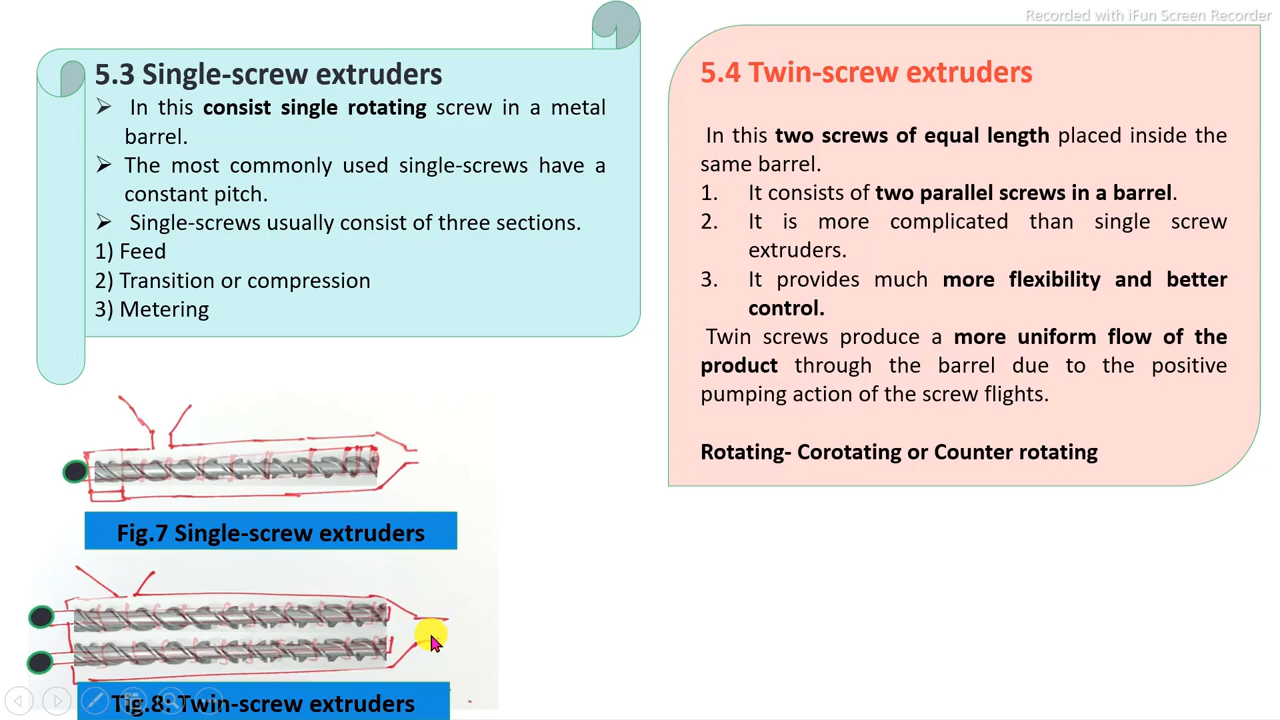 Recorded with iFun Screen Recorder
5.3 Single-screw extruders
➢ In this consist single rotating screw in a metal
barrel.
➢ The most commonly used single-screws have a
constant pitch.
➢ Single-screws usually consist of three sections.
1) Feed
2) Transition or compression
3) Metering
Fig.7 Single-screw extruders
Tig.8: Twin-screw extruders
5.4 Twin-screw extruders
In this two screws of equal length placed inside the
same barrel.
1. It consists of two parallel screws in a barrel.
2. It is more complicated than single screw
extruders.
3. It provides much more flexibility and better
control.
Twin screws produce a more uniform flow of the
product through the barrel due to the positive
pumping action of the screw flights.
Rotating- Corotating or Counter rotating